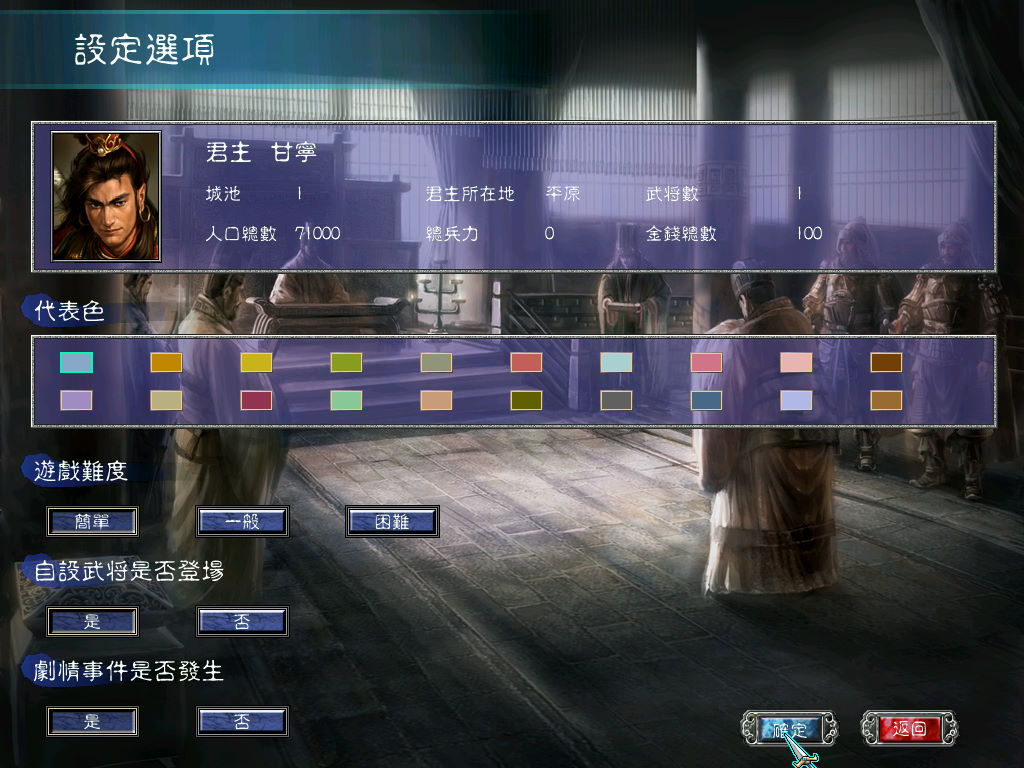 設定選項
君主 甘寧
城池 1 君主所在地 平原 武将數 1
人口總數 71000 總兵力 0 金錢總數 100
代表色
遊戲難度
簡單 一般 困難
自設武将是否登場
是 否
劇情事件是否發生
是 否
確定 返回